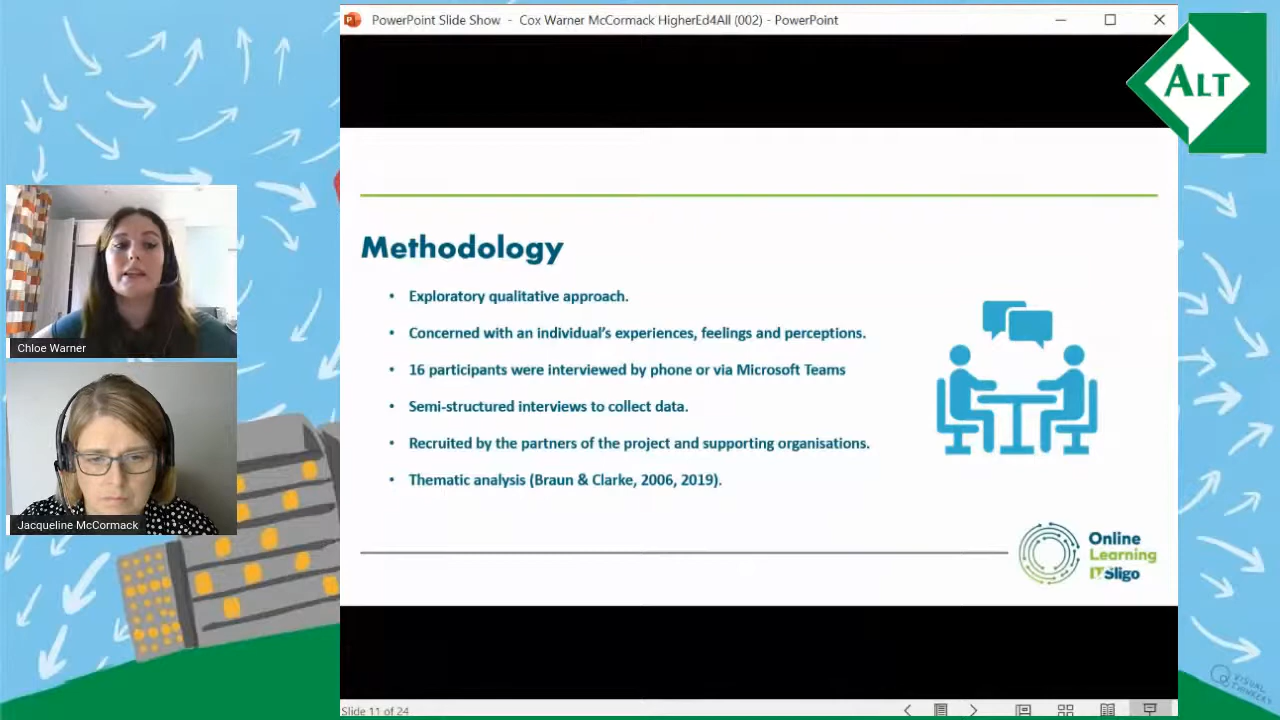 PowerPoint Slide Show - Cox Warner McCormack HigherEd4All (002) - PowerPoint
ALT
Methodology
• Exploratory qualitative approach.
• Concerned with an individual's experiences, feelings and perceptions.
• 16 participants were interviewed by phone or via Microsoft Teams
• Semi-structured interviews to collect data.
• Recruited by the partners of the project and supporting organisations.
• Thematic analysis (Braun & Clarke, 2006, 2019).
Online
Learning
IT Sligo
Chloe Warner
Jacqueline McCormack
Slide 11 of 24
VISUAL
THINKERY